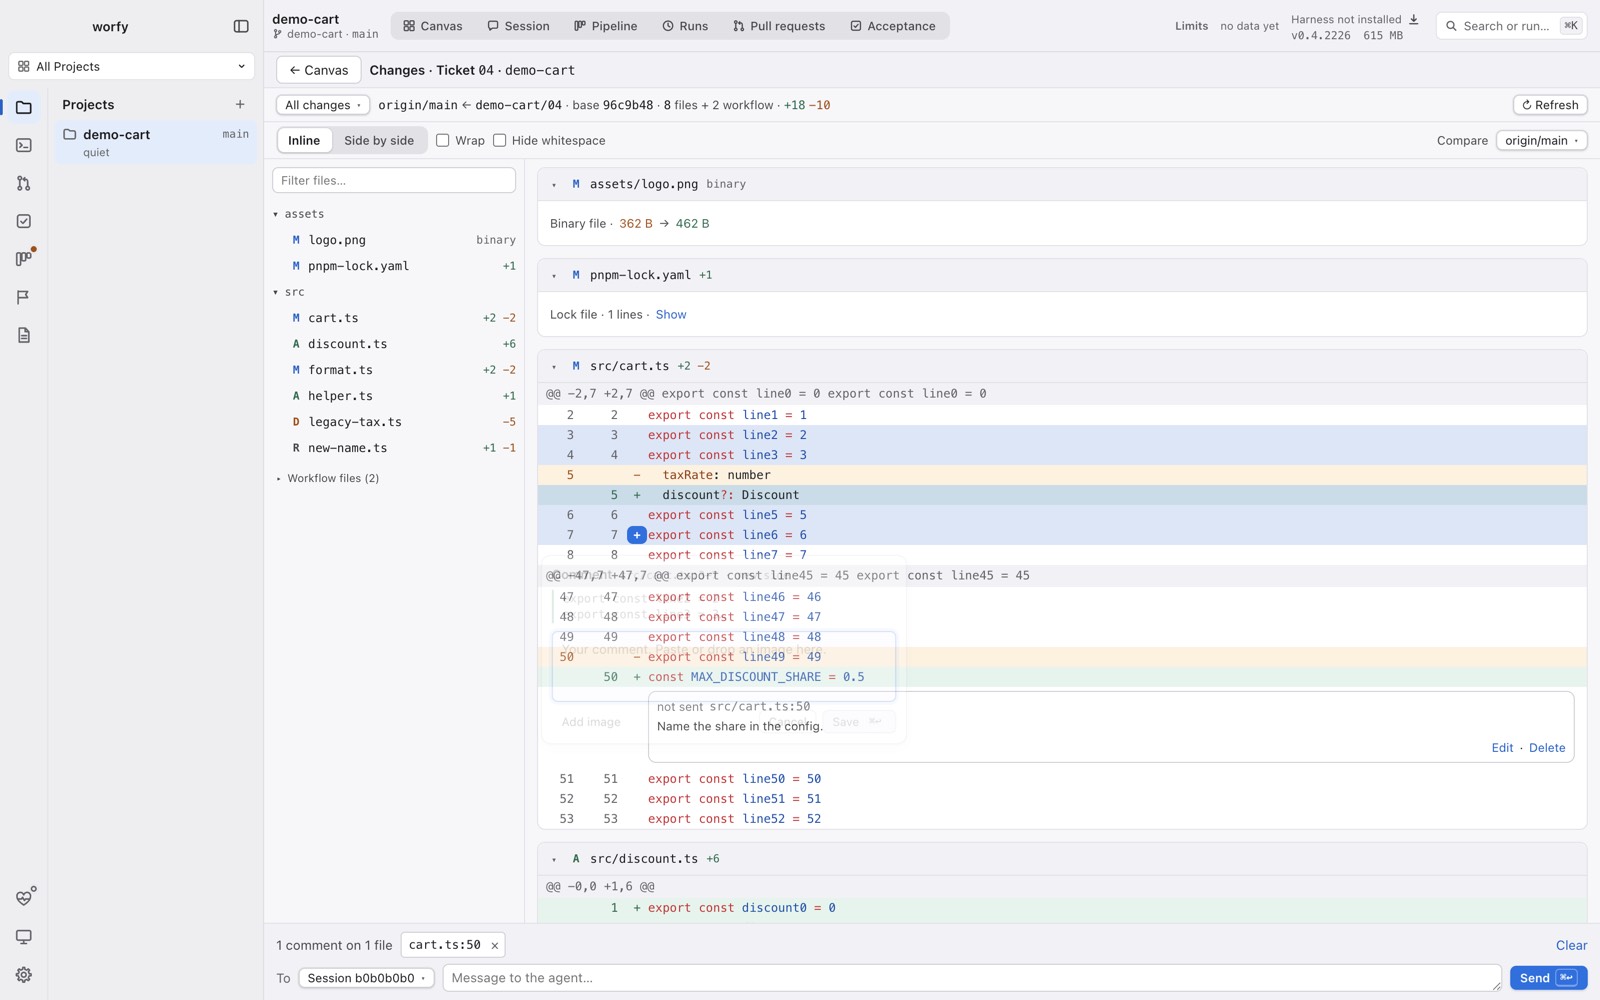 worfy
All Projects
Projects
demo-cart main
quiet
demo-cart
demo-cart · main
Canvas Session Pipeline Runs Pull requests Acceptance
Limits no data yet
Harness not installed
v0.4.2226 615 MB
Search or run... ⌘K
← Canvas Changes · Ticket 04 · demo-cart
All changes origin/main ← demo-cart/04 · base 96c9b48 · 8 files + 2 workflow · +18 −10 Refresh
Inline Side by side Wrap Hide whitespace Compare origin/main
Filter files...
assets
M logo.png binary
M pnpm-lock.yaml +1
src
M cart.ts +2 −2
A discount.ts +6
M format.ts +2 −2
A helper.ts +1
D legacy-tax.ts −5
R new-name.ts +1 −1
Workflow files (2)
M assets/logo.png binary
Binary file · 362 B → 462 B
M pnpm-lock.yaml +1
Lock file · 1 lines · Show
M src/cart.ts +2 −2
@@ −2,7 +2,7 @@ export const line0 = 0 export const line0 = 0
2 2 export const line1 = 1
3 3 export const line2 = 2
4 4 export const line3 = 3
5 − taxRate: number
5 + discount?: Discount
6 6 export const line5 = 5
7 7 + export const line6 = 6
8 8 export const line7 = 7
@@ −47,7 +47,7 @@ export const line45 = 45 export const line45 = 45
47 47 export const line46 = 46
48 48 export const line47 = 47
49 49 export const line48 = 48
Your comment. Paste or drop an image here.
50 − export const line49 = 49
50 + const MAX_DISCOUNT_SHARE = 0.5
not sent src/cart.ts:50
Add image Cancel Save ⌘↩
Name the share in the config.
Edit · Delete
51 51 export const line50 = 50
52 52 export const line51 = 51
53 53 export const line52 = 52
A src/discount.ts +6
@@ −0,0 +1,6 @@
1 + export const discount0 = 0
1 comment on 1 file cart.ts:50 × Clear
To Session b0b0b0b0 Message to the agent... Send ⌘↩